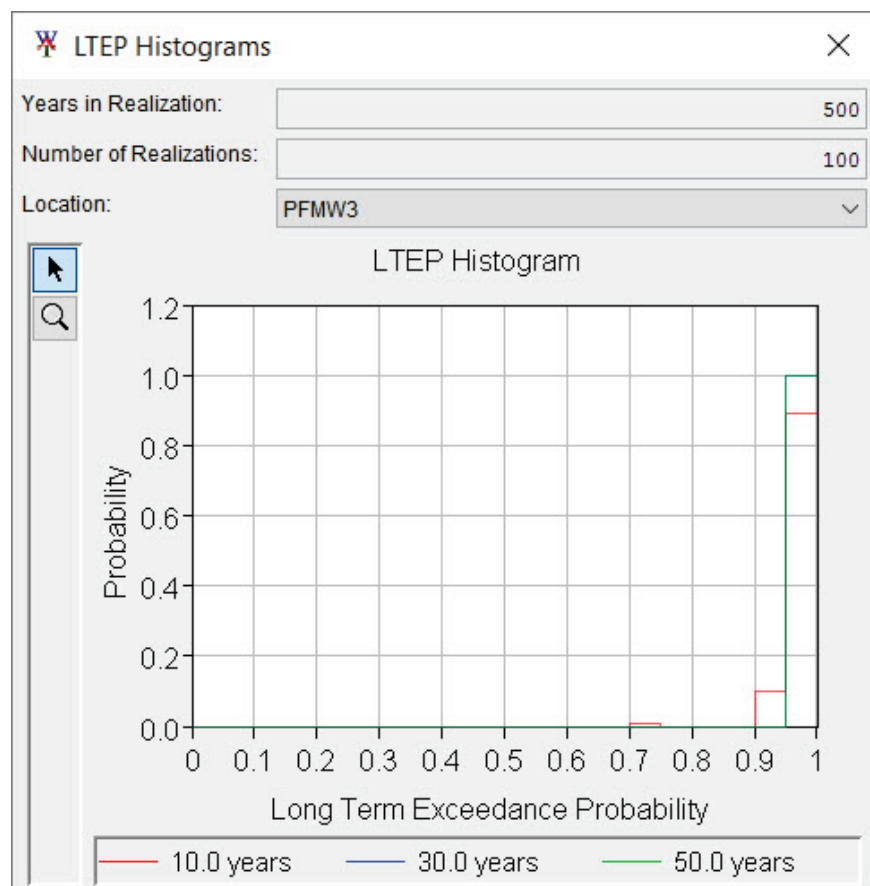 LTEP Histograms
Years in Realization: 500
Number of Realizations: 100
Location: PFMW3
LTEP Histogram
1.2
1.0
0.8
0.6
0.4
0.2
0.0
Probability
0 0.1 0.2 0.3 0.4 0.5 0.6 0.7 0.8 0.9 1
Long Term Exceedance Probability
10.0 years 30.0 years 50.0 years